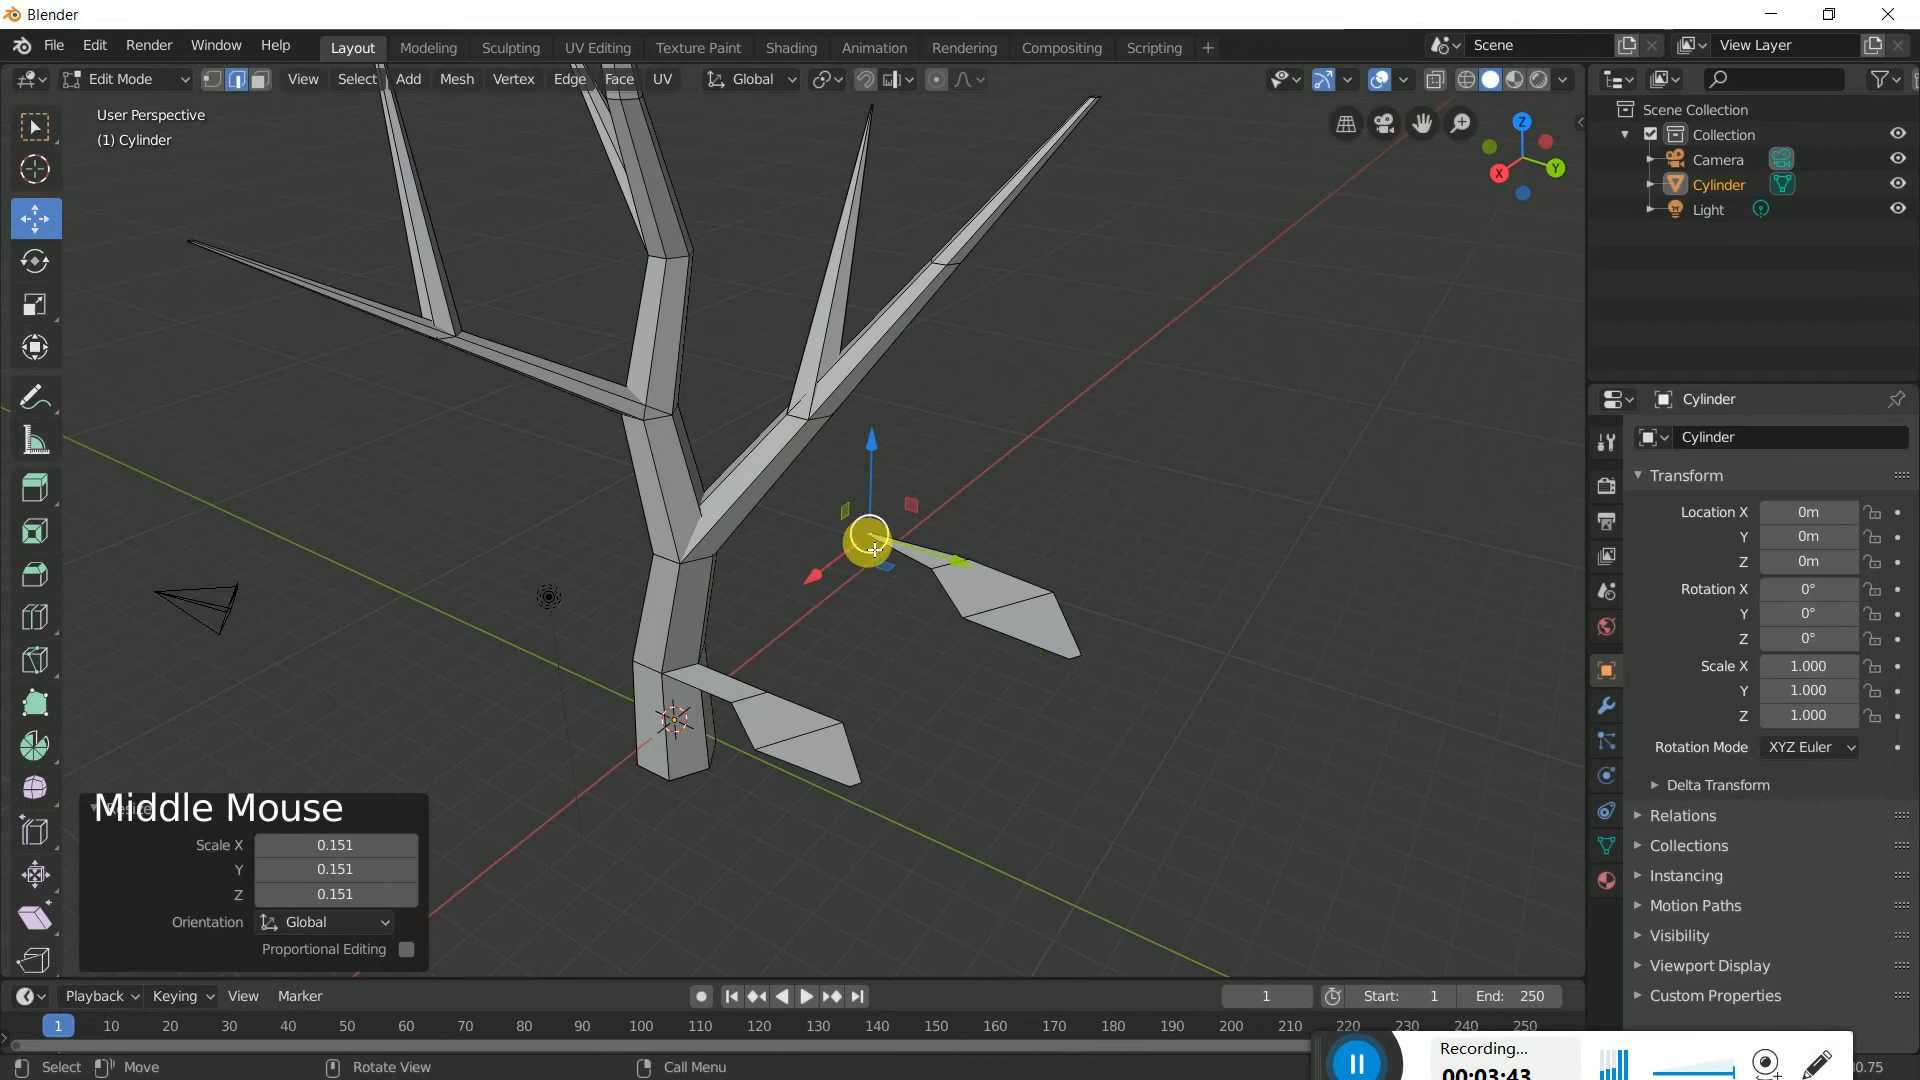 Blender
File Edit Render Window Help Layout Modeling Sculpting UV Editing Texture Paint Shading Animation Rendering Compositing Scripting + Scene View Layer
Edit Mode View Select Add Mesh Vertex Edge Face UV Global
User Perspective
(1) Cylinder
Z
Y
X
Scene Collection
Collection
Camera
Cylinder
Light
Cylinder
Cylinder
Transform
Location X 0m
Y 0m
Z 0m
Rotation X 0°
Y 0°
Z 0°
Scale X 1.000
Y 1.000
Z 1.000
Rotation Mode XYZ Euler
Delta Transform
Relations
Collections
Instancing
Motion Paths
Visibility
Viewport Display
Custom Properties
Middle Mouse
Scale X 0.151
Y 0.151
Z 0.151
Orientation Global
Proportional Editing
Playback Keying View Marker 1 Start: 1 End: 250
1 10 20 30 40 50 60 70 80 90 100 110 120 130 140 150 160 170 180 190 200 210 220 230 240 250
Select Move Rotate View Call Menu
Recording...
00:03:43